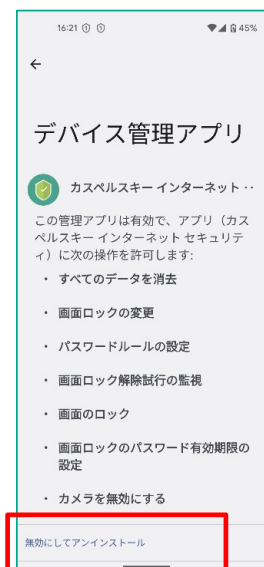 16:21 45%
デバイス管理アプリ
カスペルスキー インターネット ‥
この管理アプリは有効で、アプリ（カス
ペルスキー インターネット セキュリテ
ィ）に次の操作を許可します:
・ すべてのデータを消去
・ 画面ロックの変更
・ パスワードルールの設定
・ 画面ロック解除試行の監視
・ 画面のロック
・ 画面ロックのパスワード有効期限の
設定
・ カメラを無効にする
無効にしてアンインストール